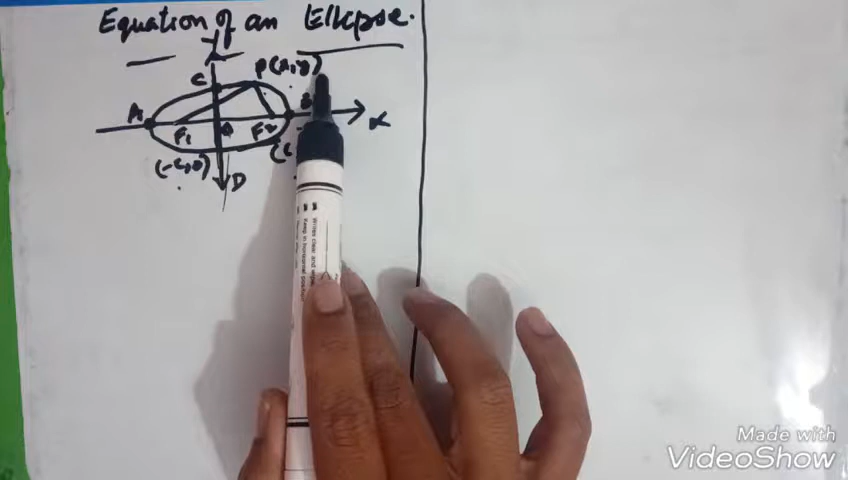 Equation of an Ellipse.
Y
C
P(x,y)
A
F1
O
F2
X
(-c,0)
(c
D
Made with
VideoShow